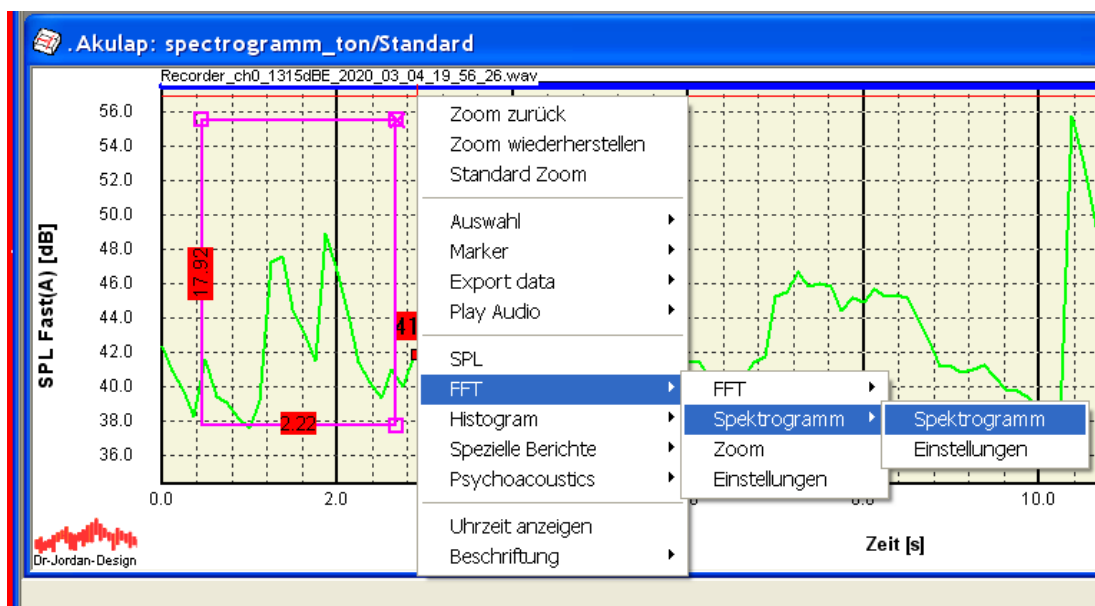 .Akulap: spectrogramm_ton/Standard
Recorder_ch0_1315dBE_2020_03_04_19_56_26.wav
56.0
54.0
52.0
50.0
48.0
46.0
44.0
42.0
40.0
38.0
36.0
SPL Fast(A) [dB]
17.92
2.22
41
Zoom zurück
Zoom wiederherstellen
Standard Zoom
Auswahl
Marker
Export data
Play Audio
SPL
FFT
Histogram
Spezielle Berichte
Psychoacoustics
Uhrzeit anzeigen
Beschriftung
FFT
Spektrogramm
Zoom
Einstellungen
Spektrogramm
Einstellungen
0.0
2.0
8.0
10.0
Zeit [s]
Dr-Jordan-Design